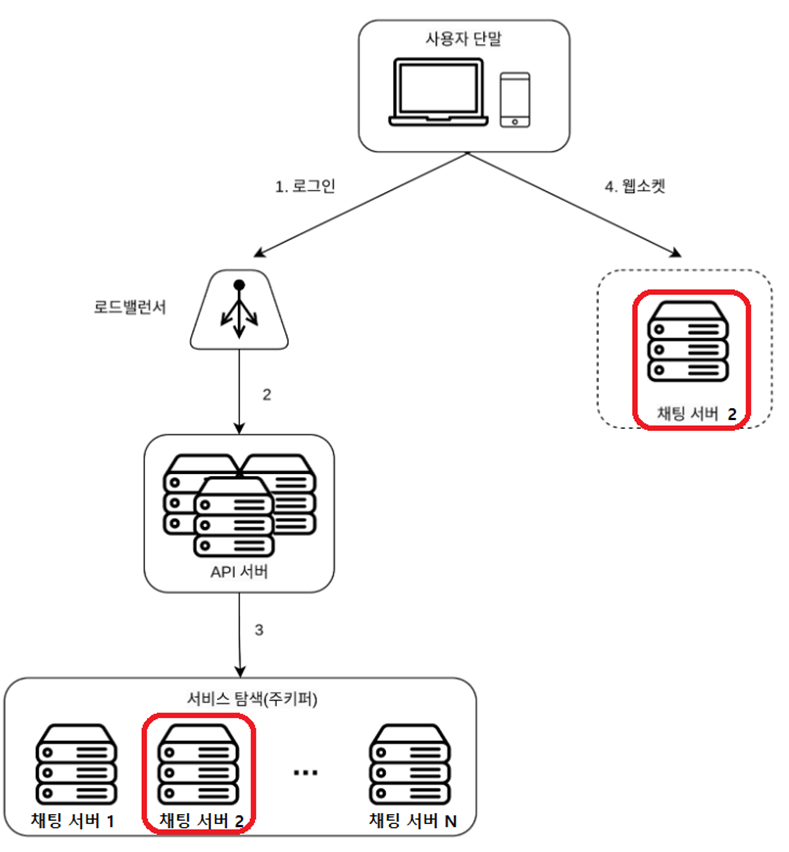 사용자 단말
1. 로그인
4. 웹소켓
로드밸런서
2
채팅 서버 2
API 서버
3
서비스 탐색(주키퍼)
...
채팅 서버 1
채팅 서버 2
채팅 서버 N